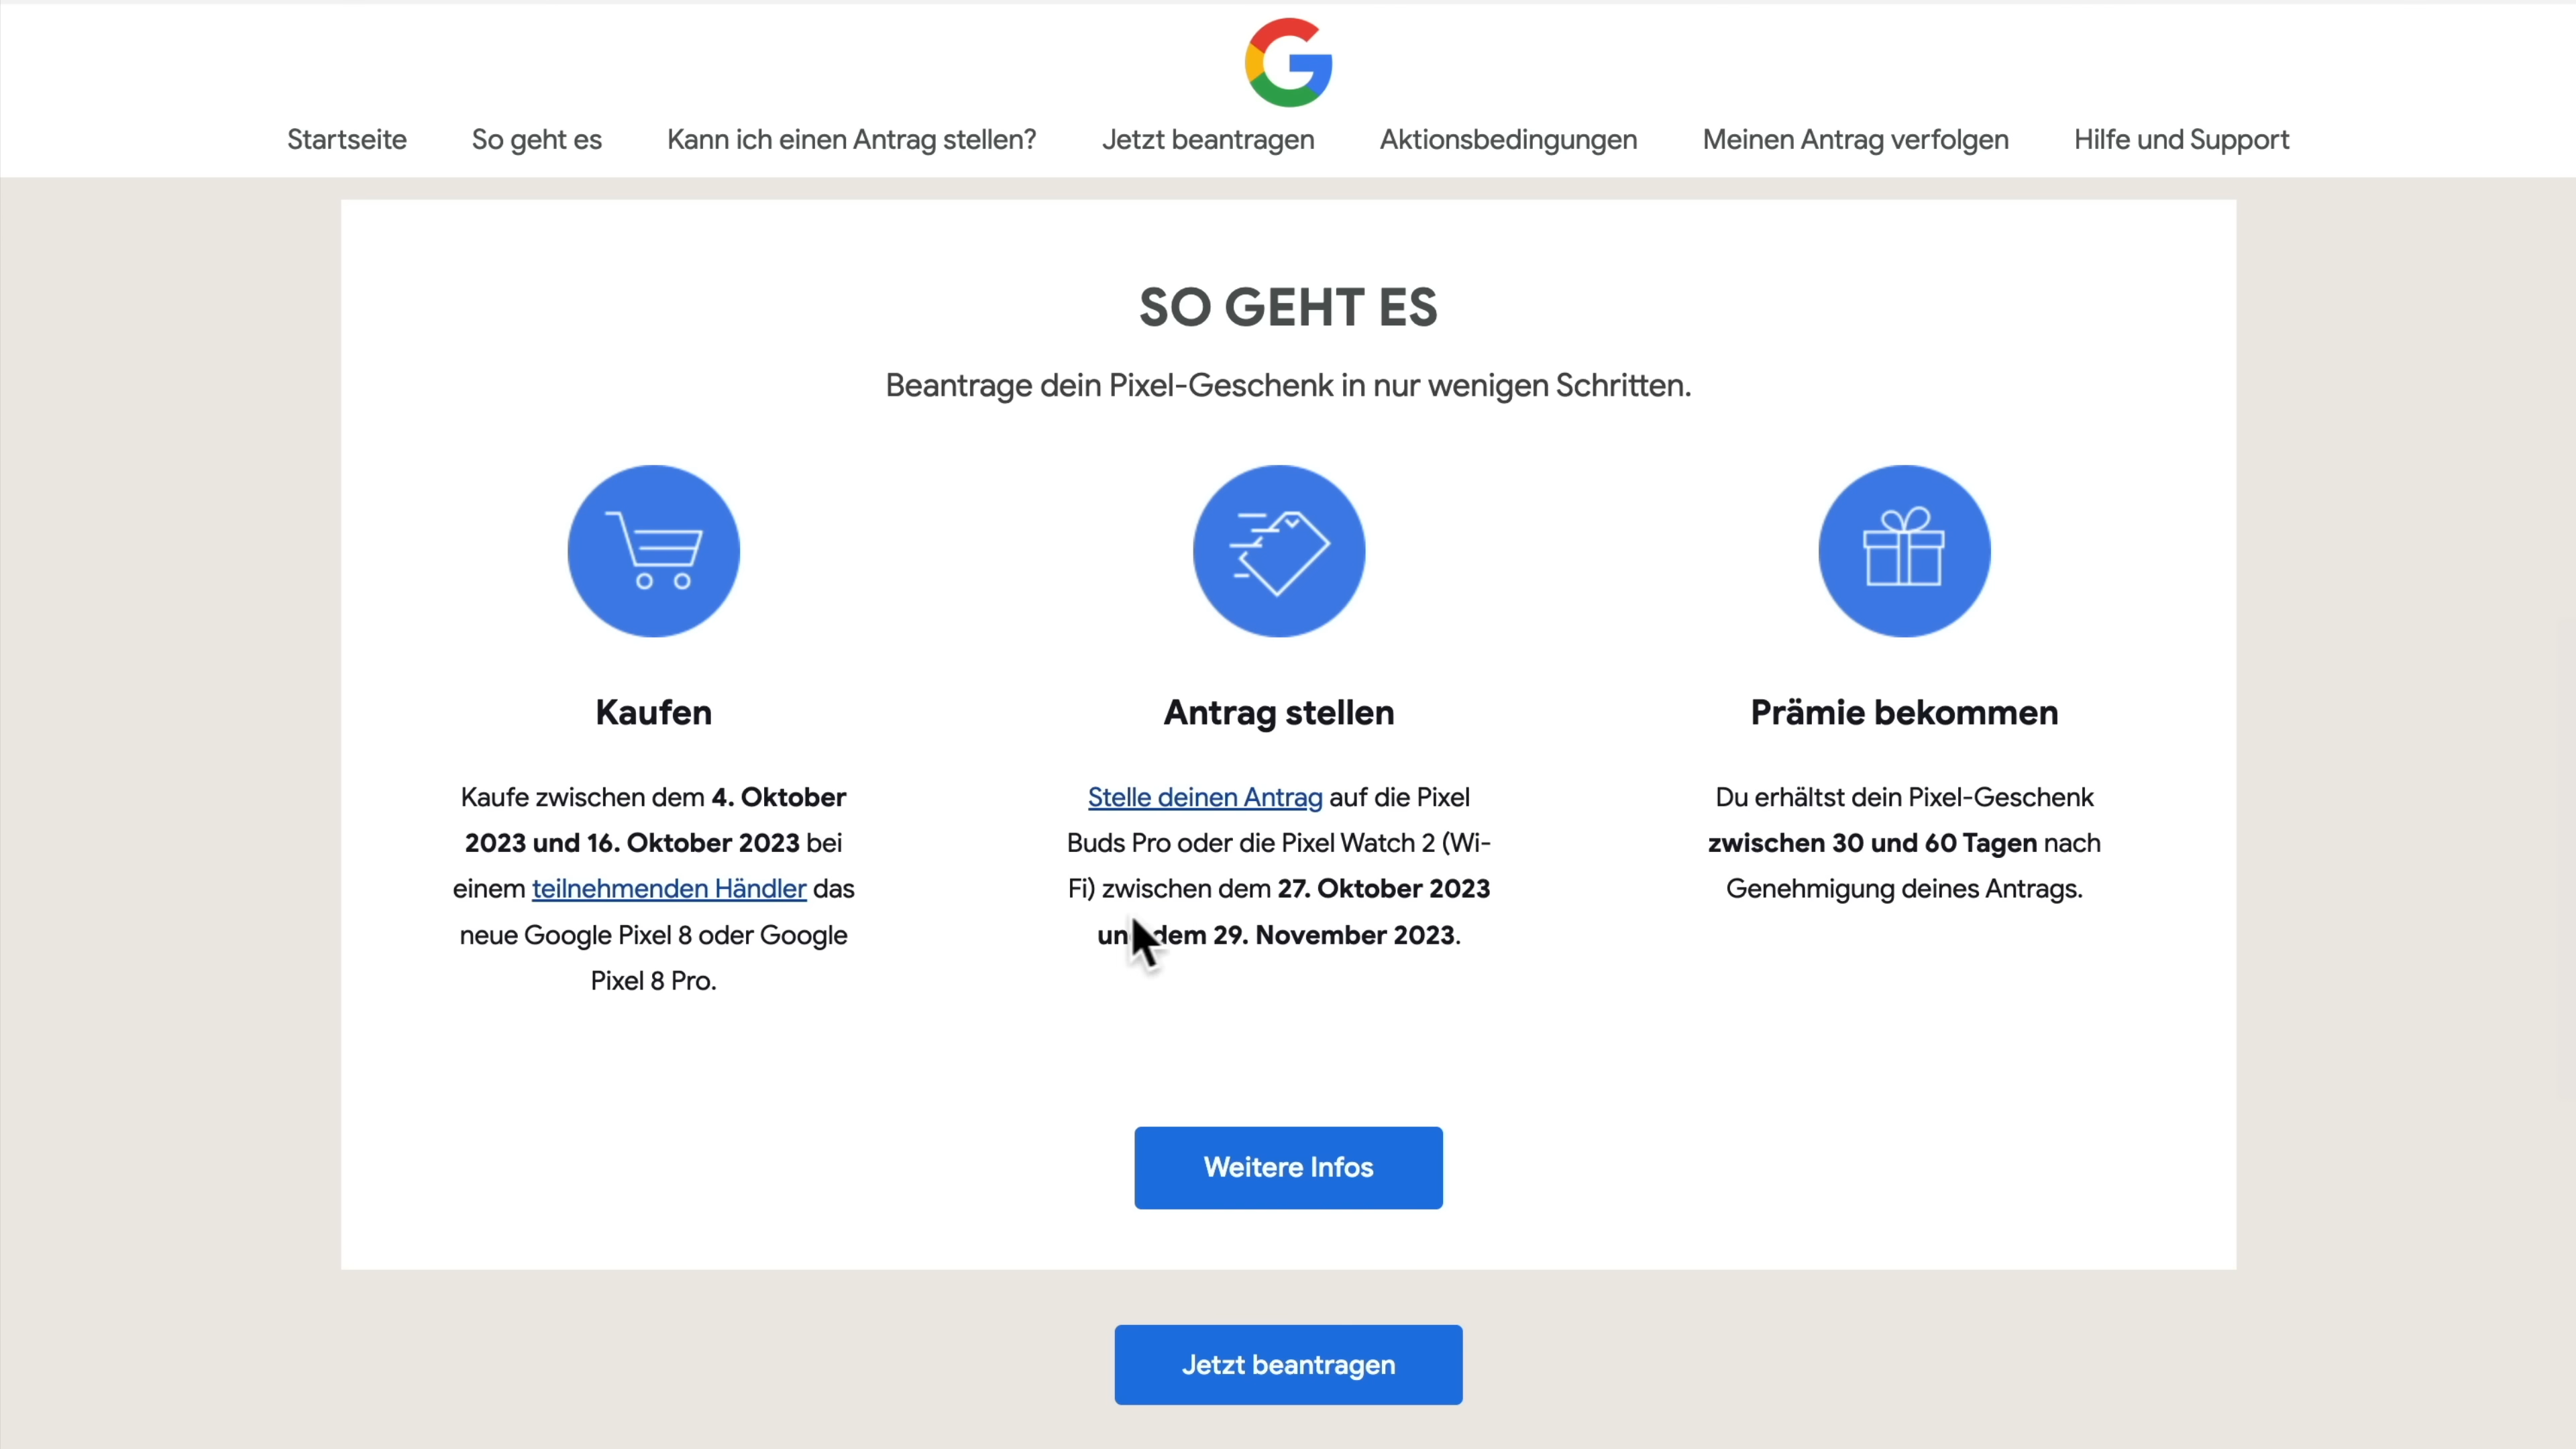 Startseite So geht es Kann ich einen Antrag stellen? Jetzt beantragen Aktionsbedingungen Meinen Antrag verfolgen Hilfe und Support
SO GEHT ES
Beantrage dein Pixel-Geschenk in nur wenigen Schritten.
Kaufen
Kaufe zwischen dem 4. Oktober
2023 und 16. Oktober 2023 bei
einem teilnehmenden Händler das
neue Google Pixel 8 oder Google
Pixel 8 Pro.
Antrag stellen
Stelle deinen Antrag auf die Pixel
Buds Pro oder die Pixel Watch 2 (Wi-
Fi) zwischen dem 27. Oktober 2023
und dem 29. November 2023.
Prämie bekommen
Du erhältst dein Pixel-Geschenk
zwischen 30 und 60 Tagen nach
Genehmigung deines Antrags.
Weitere Infos
Jetzt beantragen